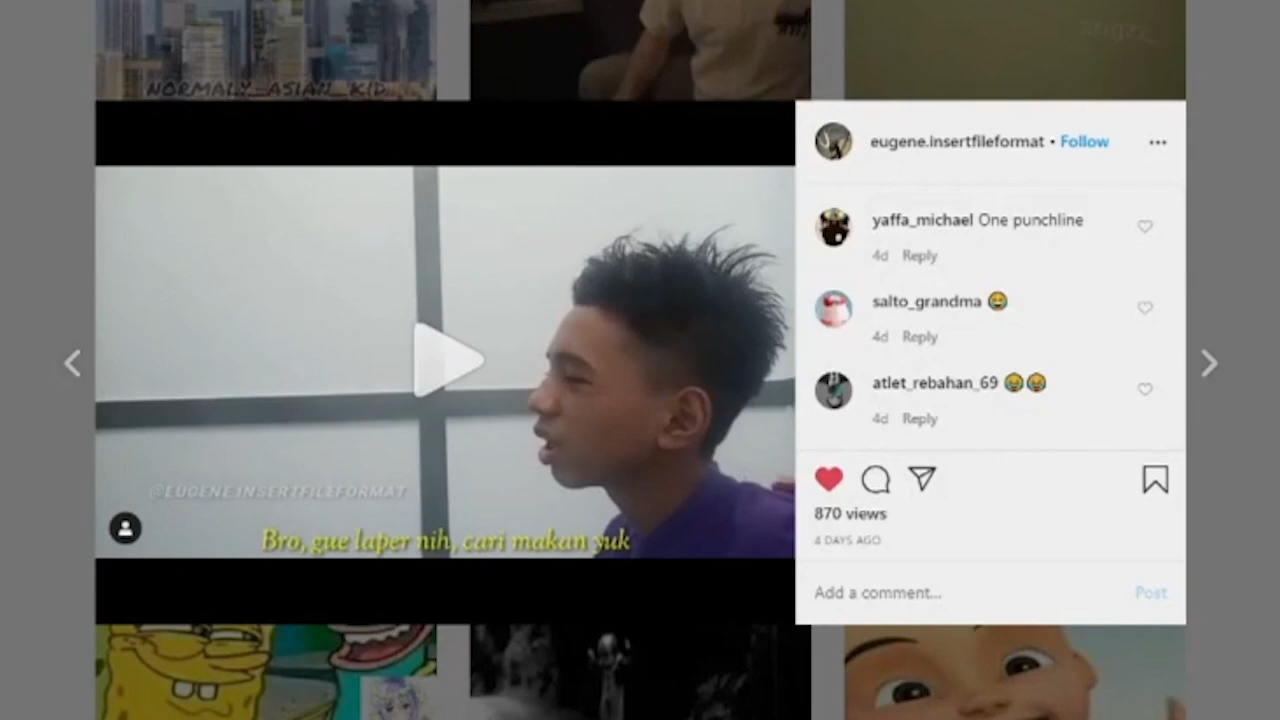 NORMALY_ASIAN_KID
eugene.insertfileformat • Follow
yaffa_michael One punchline
4d Reply
salto_grandma 😂
4d Reply
atlet_rebahan_69 😂😂
4d Reply
@EUGENE.INSERTFILEFORMAT
Bro, gue laper nih, cari makan yuk
870 views
4 DAYS AGO
Add a comment... Post